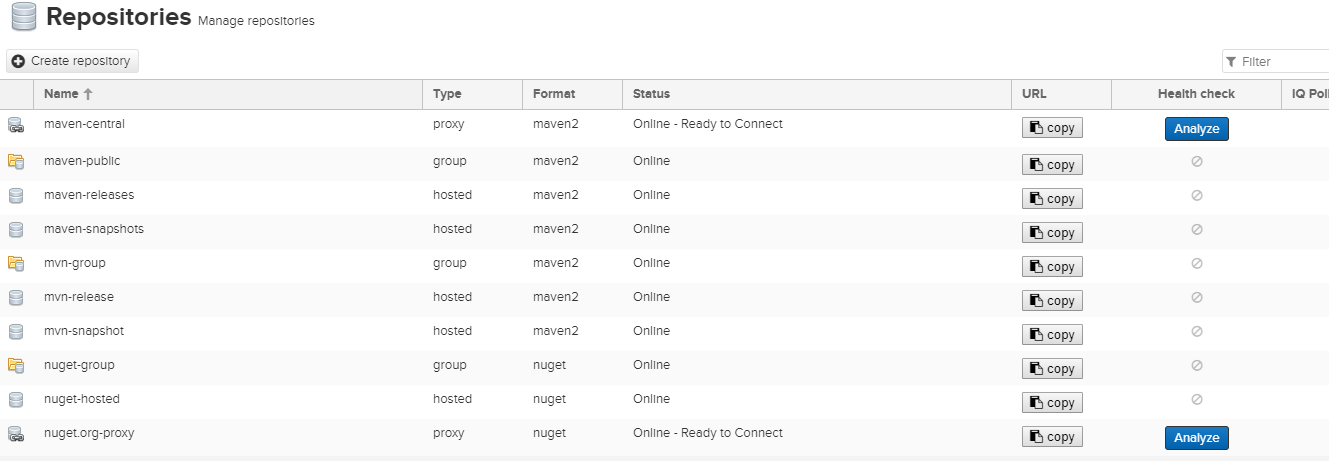 Repositories Manage repositories
Create repository Filter
Name Type Format Status URL Health check IQ Poli
maven-central proxy maven2 Online - Ready to Connect copy Analyze
maven-public group maven2 Online copy
maven-releases hosted maven2 Online copy
maven-snapshots hosted maven2 Online copy
mvn-group group maven2 Online copy
mvn-release hosted maven2 Online copy
mvn-snapshot hosted maven2 Online copy
nuget-group group nuget Online copy
nuget-hosted hosted nuget Online copy
nuget.org-proxy proxy nuget Online - Ready to Connect copy Analyze